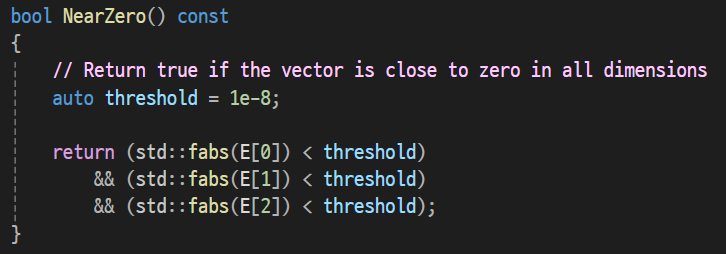 bool NearZero() const
{
    // Return true if the vector is close to zero in all dimensions
    auto threshold = 1e-8;
    return (std::fabs(E[0]) < threshold)
        && (std::fabs(E[1]) < threshold)
        && (std::fabs(E[2]) < threshold);
}